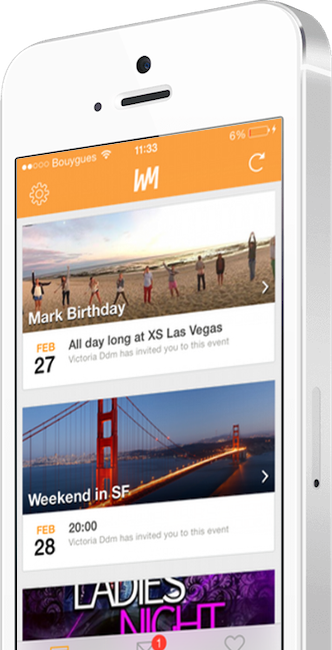 Bouygues 11:33 6%
WM
Mark Birthday
FEB
27
All day long at XS Las Vegas
Victoria Ddm has invited you to this event
Weekend in SF
FEB
28
20:00
Victoria Ddm has invited you to this event
LADIES
NIGHT
1